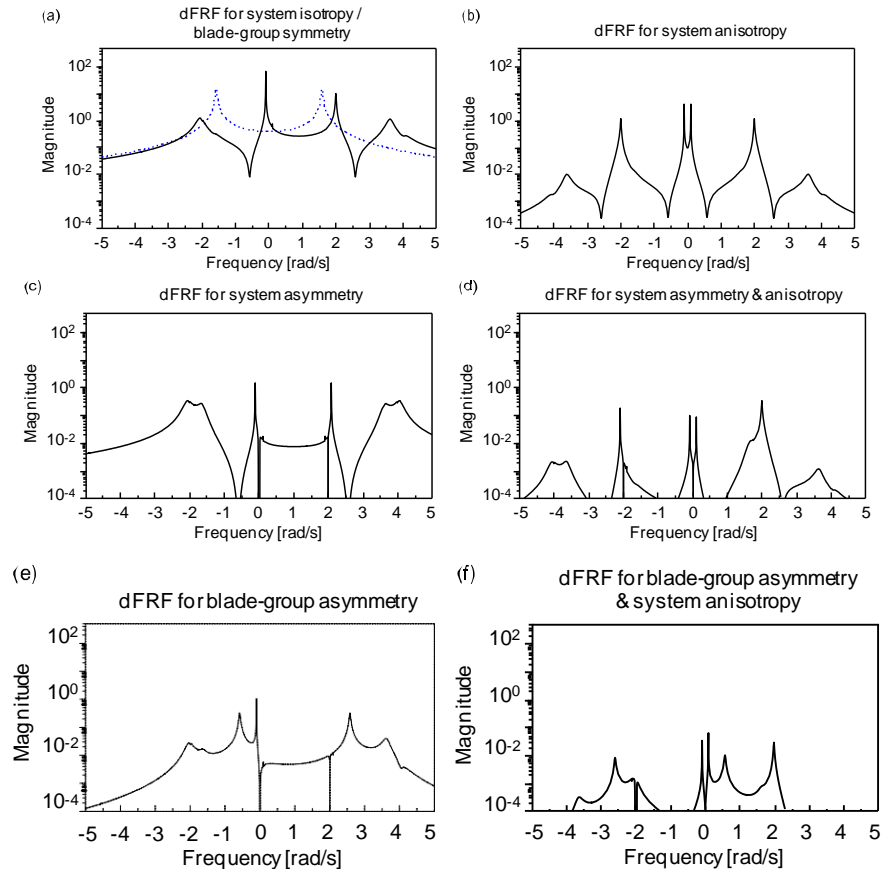 (a)
dFRF for system isotropy /
blade-group symmetry
Magnitude
10² 10⁰ 10⁻² 10⁻⁴
-5 -4 -3 -2 -1 0 1 2 3 4 5
Frequency [rad/s]
(b)
dFRF for system anisotropy
Magnitude
10² 10⁰ 10⁻² 10⁻⁴
-5 -4 -3 -2 -1 0 1 2 3 4 5
Frequency [rad/s]
(c)
dFRF for system asymmetry
Magnitude
10² 10⁰ 10⁻² 10⁻⁴
-5 -4 -3 -2 -1 0 1 2 3 4 5
Frequency [rad/s]
(d)
dFRF for system asymmetry & anisotropy
Magnitude
10² 10⁰ 10⁻² 10⁻⁴
-5 -4 -3 -2 -1 0 1 2 3 4 5
Frequency [rad/s]
(e)
dFRF for blade-group asymmetry
Magnitude
10² 10⁰ 10⁻² 10⁻⁴
-5 -4 -3 -2 -1 0 1 2 3 4 5
Frequency [rad/s]
(f)
dFRF for blade-group asymmetry
& system anisotropy
Magnitude
10² 10⁰ 10⁻² 10⁻⁴
-5 -4 -3 -2 -1 0 1 2 3 4 5
Frequency [rad/s]